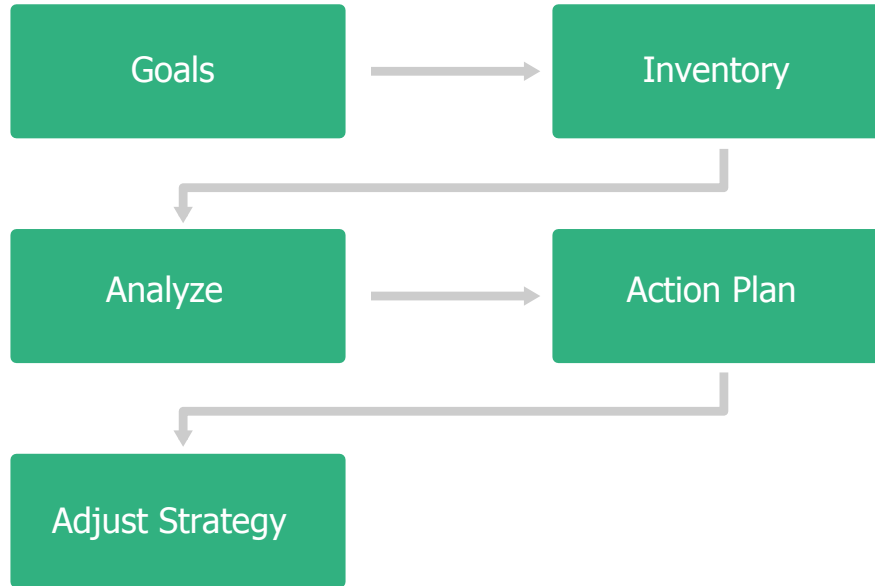 Goals
Inventory
Analyze
Action Plan
Adjust Strategy